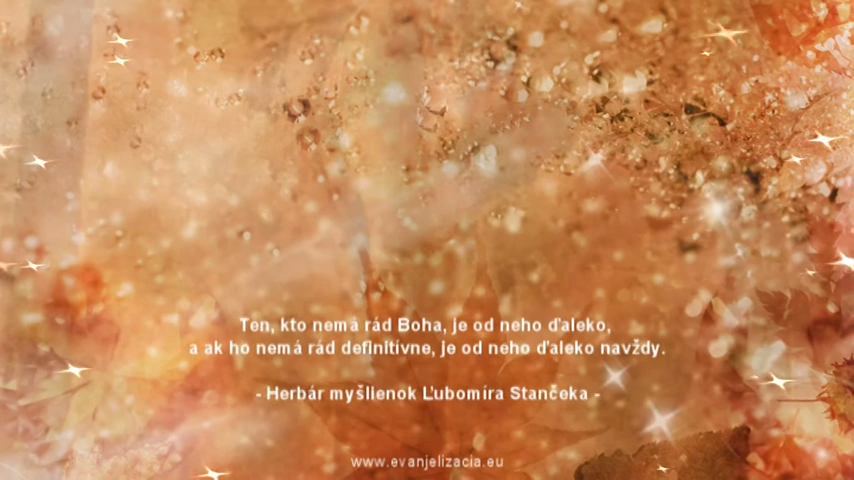 Ten, kto nemá rád Boha, je od neho ďaleko,
a ak ho nemá rád definitívne, je od neho ďaleko navždy.
- Herbár myšlienok Ľubomíra Stančeka -
www.evanjelizacia.eu